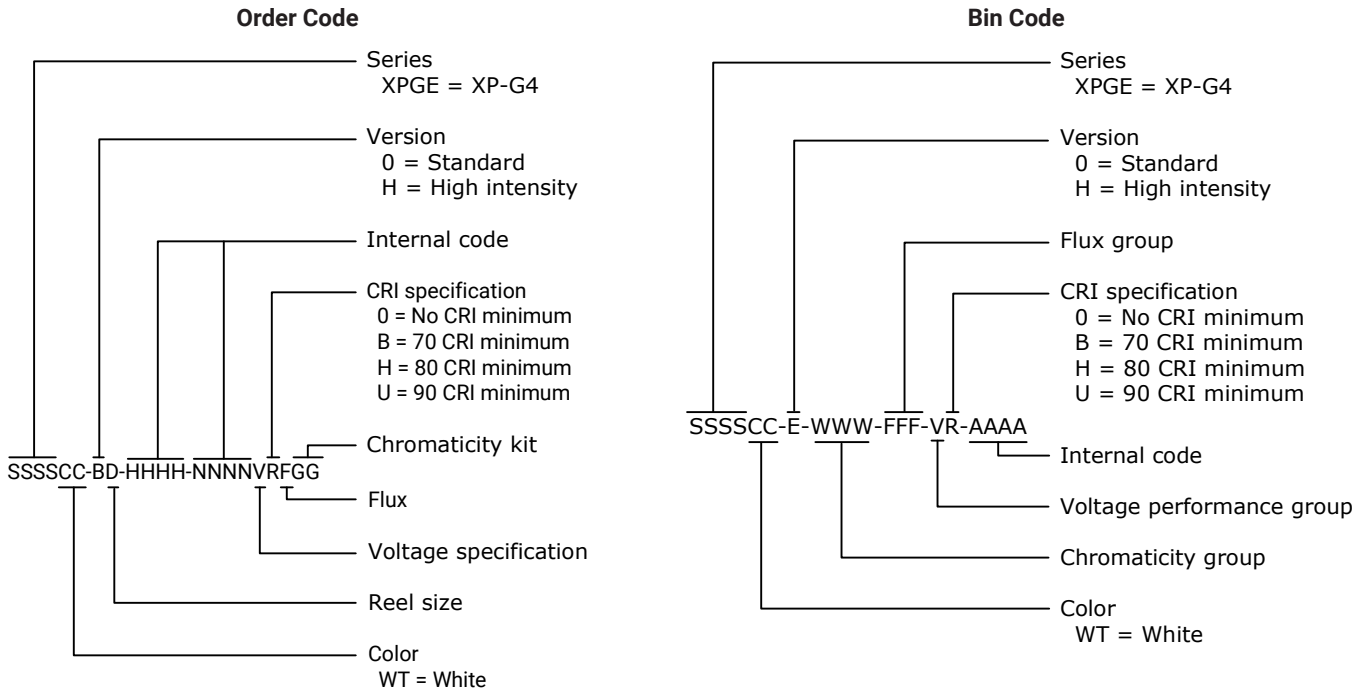 Order Code
Series
XPGE = XP-G4
Version
0 = Standard
H = High intensity
Internal code
CRI specification
0 = No CRI minimum
B = 70 CRI minimum
H = 80 CRI minimum
U = 90 CRI minimum
Chromaticity kit
SSSSCC-BD-HHHH-NNNNVRFGG
Flux
Voltage specification
Reel size
Color
WT = White
Bin Code
Series
XPGE = XP-G4
Version
0 = Standard
H = High intensity
Flux group
CRI specification
0 = No CRI minimum
B = 70 CRI minimum
H = 80 CRI minimum
U = 90 CRI minimum
SSSSCC-E-WWW-FFF-VR-AAAA
Internal code
Voltage performance group
Chromaticity group
Color
WT = White